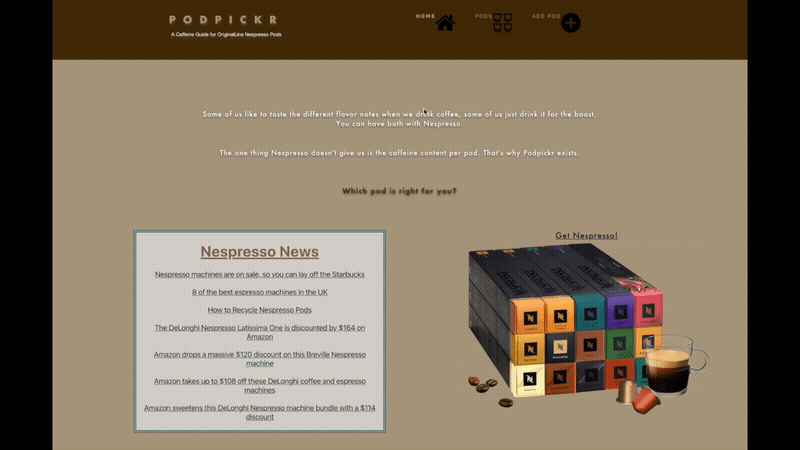 PODPICKR
A Caffeine Guide for OriginalLine Nespresso Pods
HOME
PODS
ADD POD
Some of us like to taste the different flavor notes when we drink coffee, some of us just drink it for the boost.
You can have both with Nespresso.
The one thing Nespresso doesn't give us is the caffeine content per pod. That's why Podpickr exists.
Which pod is right for you?
Nespresso News
Nespresso machines are on sale, so you can lay off the Starbucks
8 of the best espresso machines in the UK
How to Recycle Nespresso Pods
The DeLonghi Nespresso Latissima One is discounted by $164 on
Amazon
Amazon drops a massive $120 discount on this Breville Nespresso
machine
Amazon takes up to $108 off these DeLonghi coffee and espresso
machines
Amazon sweetens this DeLonghi Nespresso machine bundle with a $114
discount
Get Nespresso!